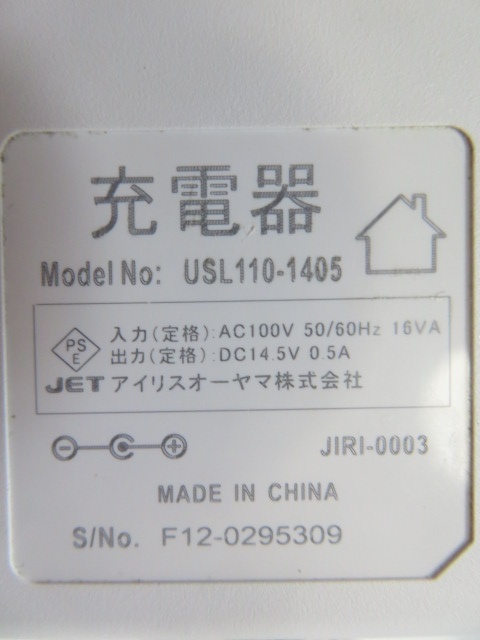 充電器
Model No: USL110-1405
PS
E
入力(定格):AC100V 50/60Hz 16VA
出力(定格):DC14.5V 0.5A
JET アイリスオーヤマ株式会社
JIRI-0003
MADE IN CHINA
S/No. F12-0295309